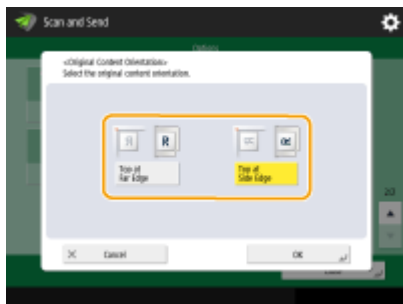 Scan and Send
Options
<Original Content Orientation>
Select the original content orientation.
R
R
Top at
Far Edge
Top at
Side Edge
Cancel
OK